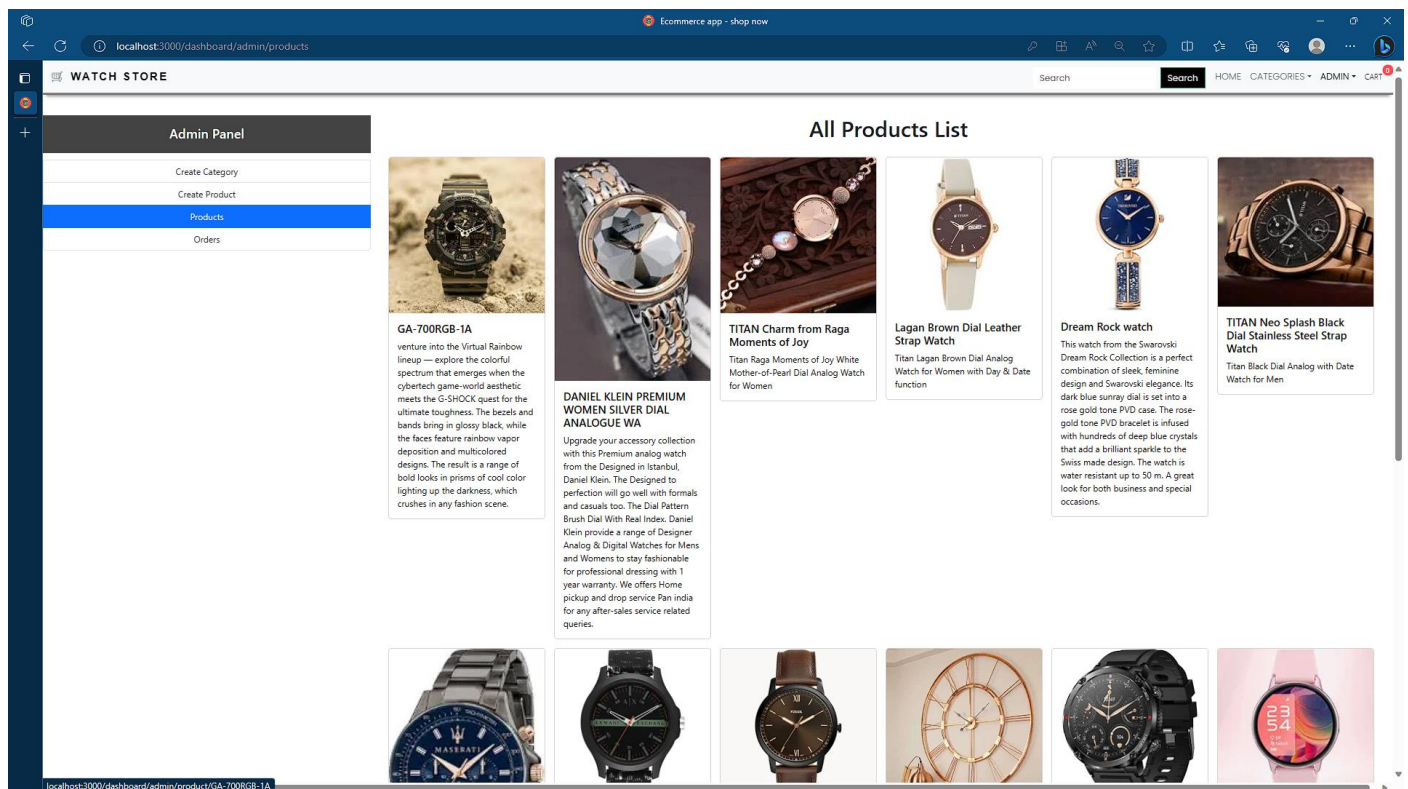 Ecommerce app - shop now
localhost:3000/dashboard/admin/products
WATCH STORE
Search
Search
HOME
CATEGORIES
ADMIN
CART
0
Admin Panel
Create Category
Create Product
Products
Orders
All Products List
GA-700RGB-1A
venture into the Virtual Rainbow
lineup — explore the colorful
spectrum that emerges when the
cybertech game-world aesthetic
meets the G-SHOCK quest for the
ultimate toughness. The bezels and
bands bring in glossy black, while
the faces feature rainbow vapor
deposition and multicolored
designs. The result is a range of
bold looks in prisms of cool color
lighting up the darkness, which
crushes in any fashion scene.
DANIEL KLEIN PREMIUM
WOMEN SILVER DIAL
ANALOGUE WA
Upgrade your accessory collection
with this Premium analog watch
from the Designed in Istanbul,
Daniel Klein. The Designed to
perfection will go well with formals
and casuals too. The Dial Pattern
Brush Dial With Real Index. Daniel
Klein provide a range of Designer
Analog & Digital Watches for Mens
and Womens to stay fashionable
for professional dressing with 1
year warranty. We offers Home
pickup and drop service Pan india
for any after-sales service related
queries.
TITAN Charm from Raga
Moments of Joy
Titan Raga Moments of Joy White
Mother-of-Pearl Dial Analog Watch
for Women
TITAN
Lagan Brown Dial Leather
Strap Watch
Titan Lagan Brown Dial Analog
Watch for Women with Day & Date
function
SWAROVSKI
Dream Rock watch
This watch from the Swarovski
Dream Rock Collection is a perfect
combination of sleek, feminine
design and Swarovski elegance. Its
dark blue sunray dial is set into a
rose gold tone PVD case. The rose-
gold tone PVD bracelet is infused
with hundreds of deep blue crystals
that add a brilliant sparkle to the
Swiss made design. The watch is
water resistant up to 50 m. A great
look for both business and special
occasions.
TITAN Neo Splash Black
Dial Stainless Steel Strap
Watch
Titan Black Dial Analog with Date
Watch for Men
MASERATI
ARMANI EXCHANGE
FOSSIL
23
54
localhost:3000/dashboard/admin/product/GA-700RGB-1A